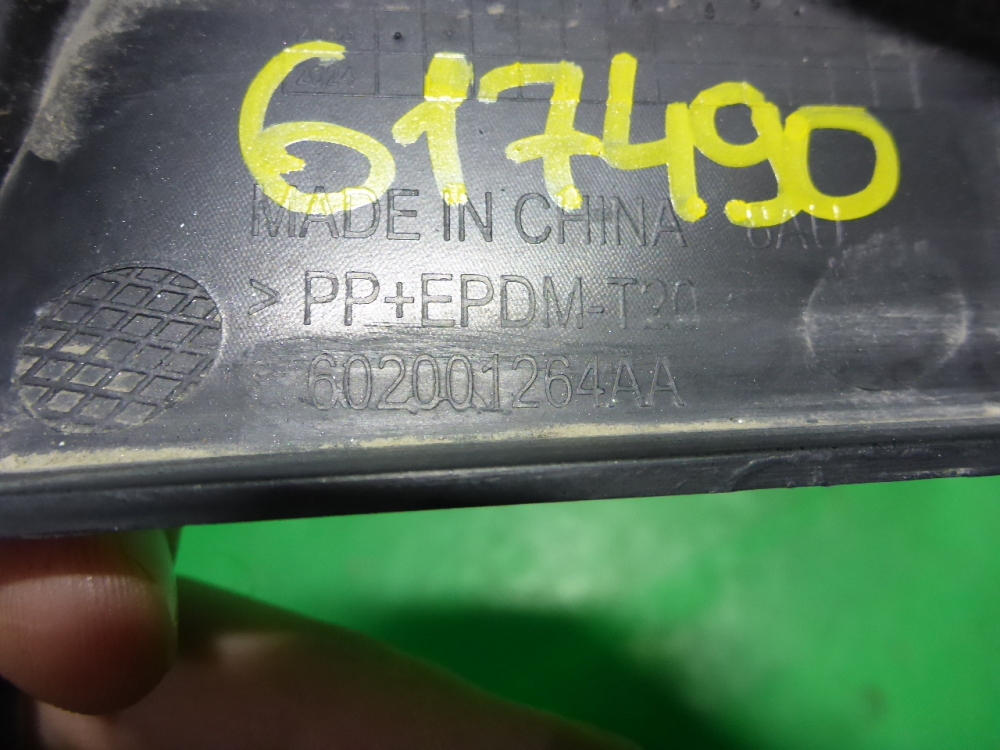 617490
MADE IN CHINA
> PP+EPDM-T20
602001264AA